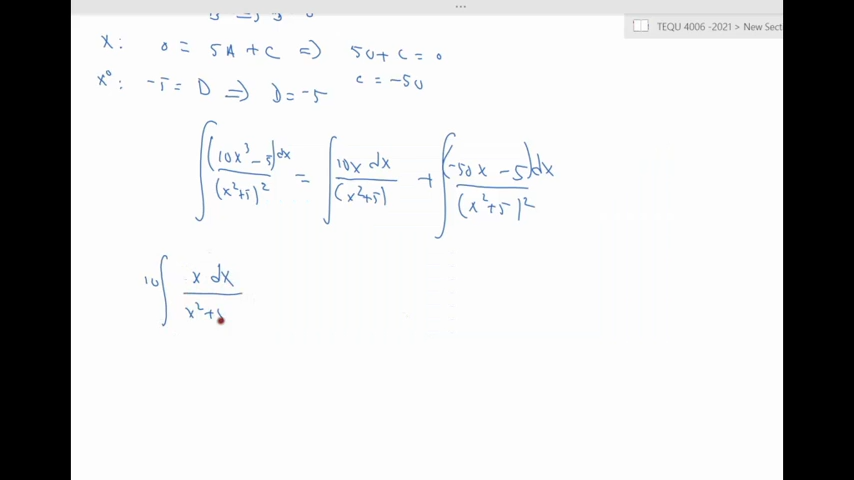 ...
TEQU 4006 -2021 > New Sect
x: 0 = 5A + C => 50 + C = 0
x⁰: -5 = D => D = -5 C = -50
∫ (10x³ - 5)dx / (x²+5)² = ∫ 10x dx / (x²+5) + ∫ (-50x - 5)dx / (x²+5)²
10 ∫ x dx / x²+